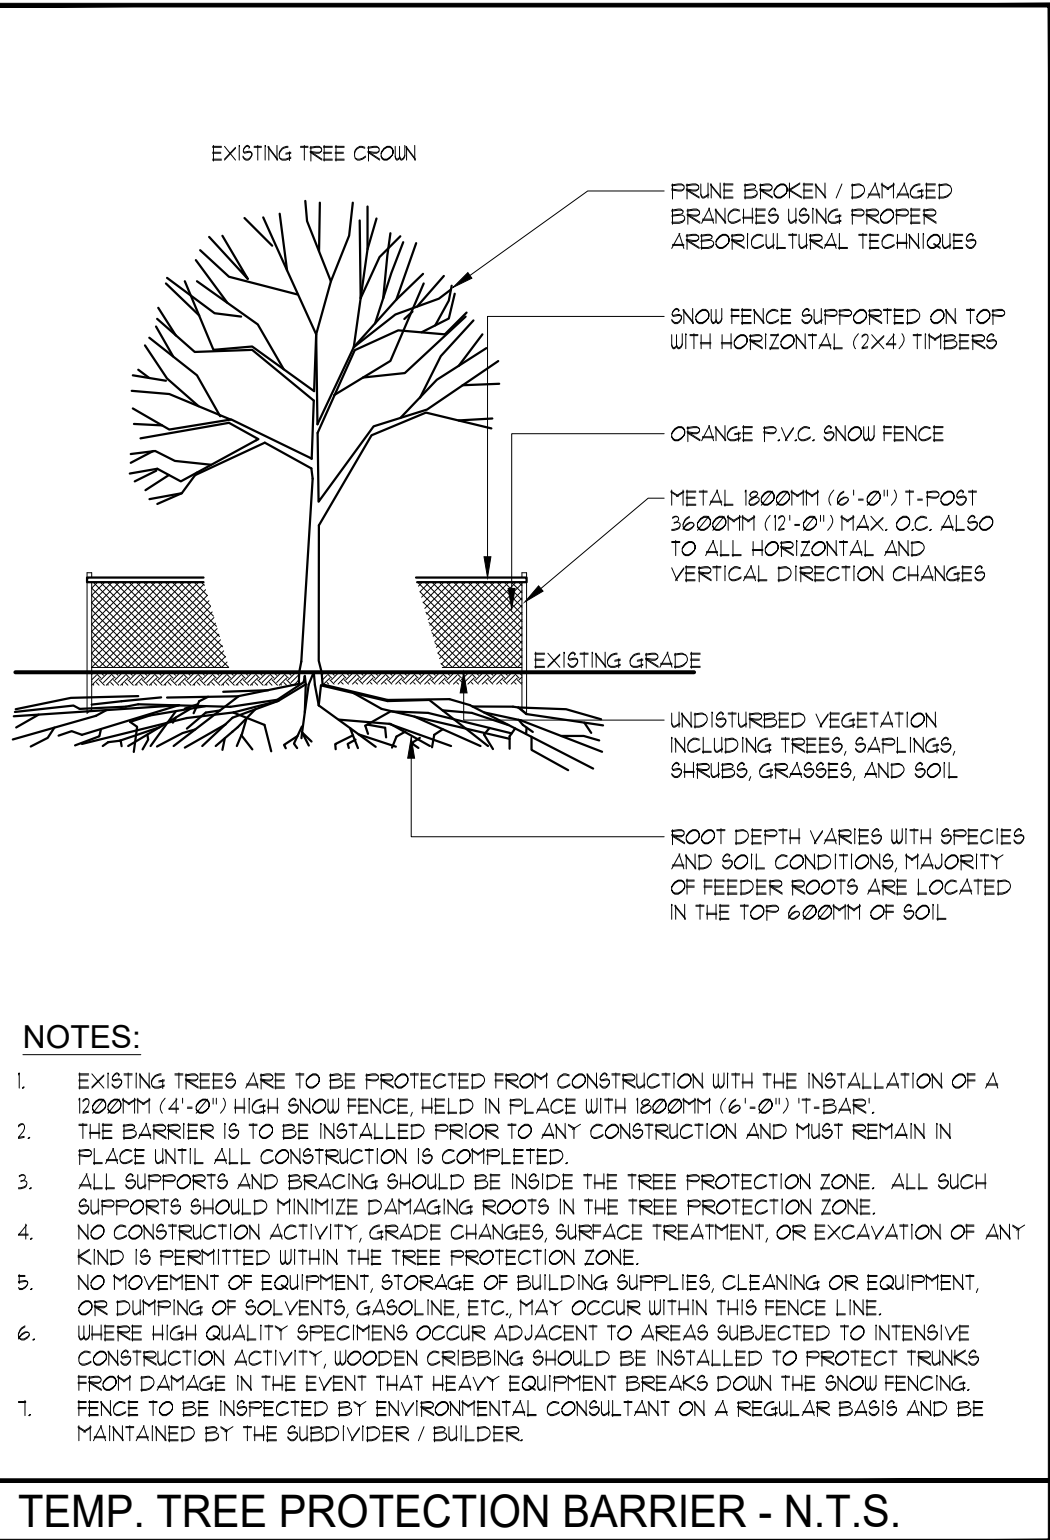 EXISTING TREE CROWN
PRUNE BROKEN / DAMAGED
BRANCHES USING PROPER
ARBORICULTURAL TECHNIQUES
SNOW FENCE SUPPORTED ON TOP
WITH HORIZONTAL (2X4) TIMBERS
ORANGE P.V.C. SNOW FENCE
METAL 1800MM (6'-0") T-POST
3600MM (12'-0") MAX. O.C. ALSO
TO ALL HORIZONTAL AND
VERTICAL DIRECTION CHANGES
EXISTING GRADE
UNDISTURBED VEGETATION
INCLUDING TREES, SAPLINGS,
SHRUBS, GRASSES, AND SOIL
ROOT DEPTH VARIES WITH SPECIES
AND SOIL CONDITIONS, MAJORITY
OF FEEDER ROOTS ARE LOCATED
IN THE TOP 600MM OF SOIL
NOTES:
1. EXISTING TREES ARE TO BE PROTECTED FROM CONSTRUCTION WITH THE INSTALLATION OF A
1200MM (4'-0") HIGH SNOW FENCE, HELD IN PLACE WITH 1800MM (6'-0") 'T-BAR'.
2. THE BARRIER IS TO BE INSTALLED PRIOR TO ANY CONSTRUCTION AND MUST REMAIN IN
PLACE UNTIL ALL CONSTRUCTION IS COMPLETED.
3. ALL SUPPORTS AND BRACING SHOULD BE INSIDE THE TREE PROTECTION ZONE. ALL SUCH
SUPPORTS SHOULD MINIMIZE DAMAGING ROOTS IN THE TREE PROTECTION ZONE.
4. NO CONSTRUCTION ACTIVITY, GRADE CHANGES, SURFACE TREATMENT, OR EXCAVATION OF ANY
KIND IS PERMITTED WITHIN THE TREE PROTECTION ZONE.
5. NO MOVEMENT OF EQUIPMENT, STORAGE OF BUILDING SUPPLIES, CLEANING OR EQUIPMENT,
OR DUMPING OF SOLVENTS, GASOLINE, ETC., MAY OCCUR WITHIN THIS FENCE LINE.
6. WHERE HIGH QUALITY SPECIMENS OCCUR ADJACENT TO AREAS SUBJECTED TO INTENSIVE
CONSTRUCTION ACTIVITY, WOODEN CRIBBING SHOULD BE INSTALLED TO PROTECT TRUNKS
FROM DAMAGE IN THE EVENT THAT HEAVY EQUIPMENT BREAKS DOWN THE SNOW FENCING.
7. FENCE TO BE INSPECTED BY ENVIRONMENTAL CONSULTANT ON A REGULAR BASIS AND BE
MAINTAINED BY THE SUBDIVIDER / BUILDER.
TEMP. TREE PROTECTION BARRIER - N.T.S.